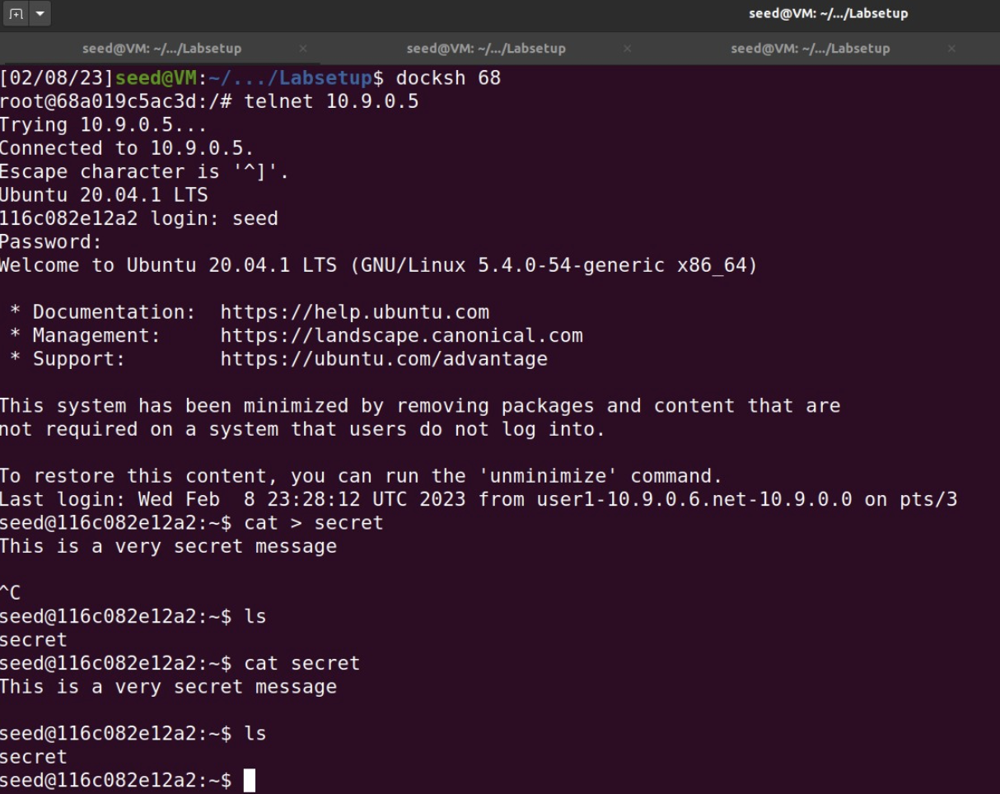 seed@VM: ~/.../Labsetup
seed@VM: ~/.../Labsetup × seed@VM: ~/.../Labsetup × seed@VM: ~/.../Labsetup ×
[02/08/23]seed@VM:~/.../Labsetup$ docksh 68
root@68a019c5ac3d:/# telnet 10.9.0.5
Trying 10.9.0.5...
Connected to 10.9.0.5.
Escape character is '^]'.
Ubuntu 20.04.1 LTS
116c082e12a2 login: seed
Password:
Welcome to Ubuntu 20.04.1 LTS (GNU/Linux 5.4.0-54-generic x86_64)
* Documentation:  https://help.ubuntu.com
* Management:     https://landscape.canonical.com
* Support:        https://ubuntu.com/advantage
This system has been minimized by removing packages and content that are
not required on a system that users do not log into.
To restore this content, you can run the 'unminimize' command.
Last login: Wed Feb  8 23:28:12 UTC 2023 from user1-10.9.0.6.net-10.9.0.0 on pts/3
seed@116c082e12a2:~$ cat > secret
This is a very secret message
^C
seed@116c082e12a2:~$ ls
secret
seed@116c082e12a2:~$ cat secret
This is a very secret message
seed@116c082e12a2:~$ ls
secret
seed@116c082e12a2:~$